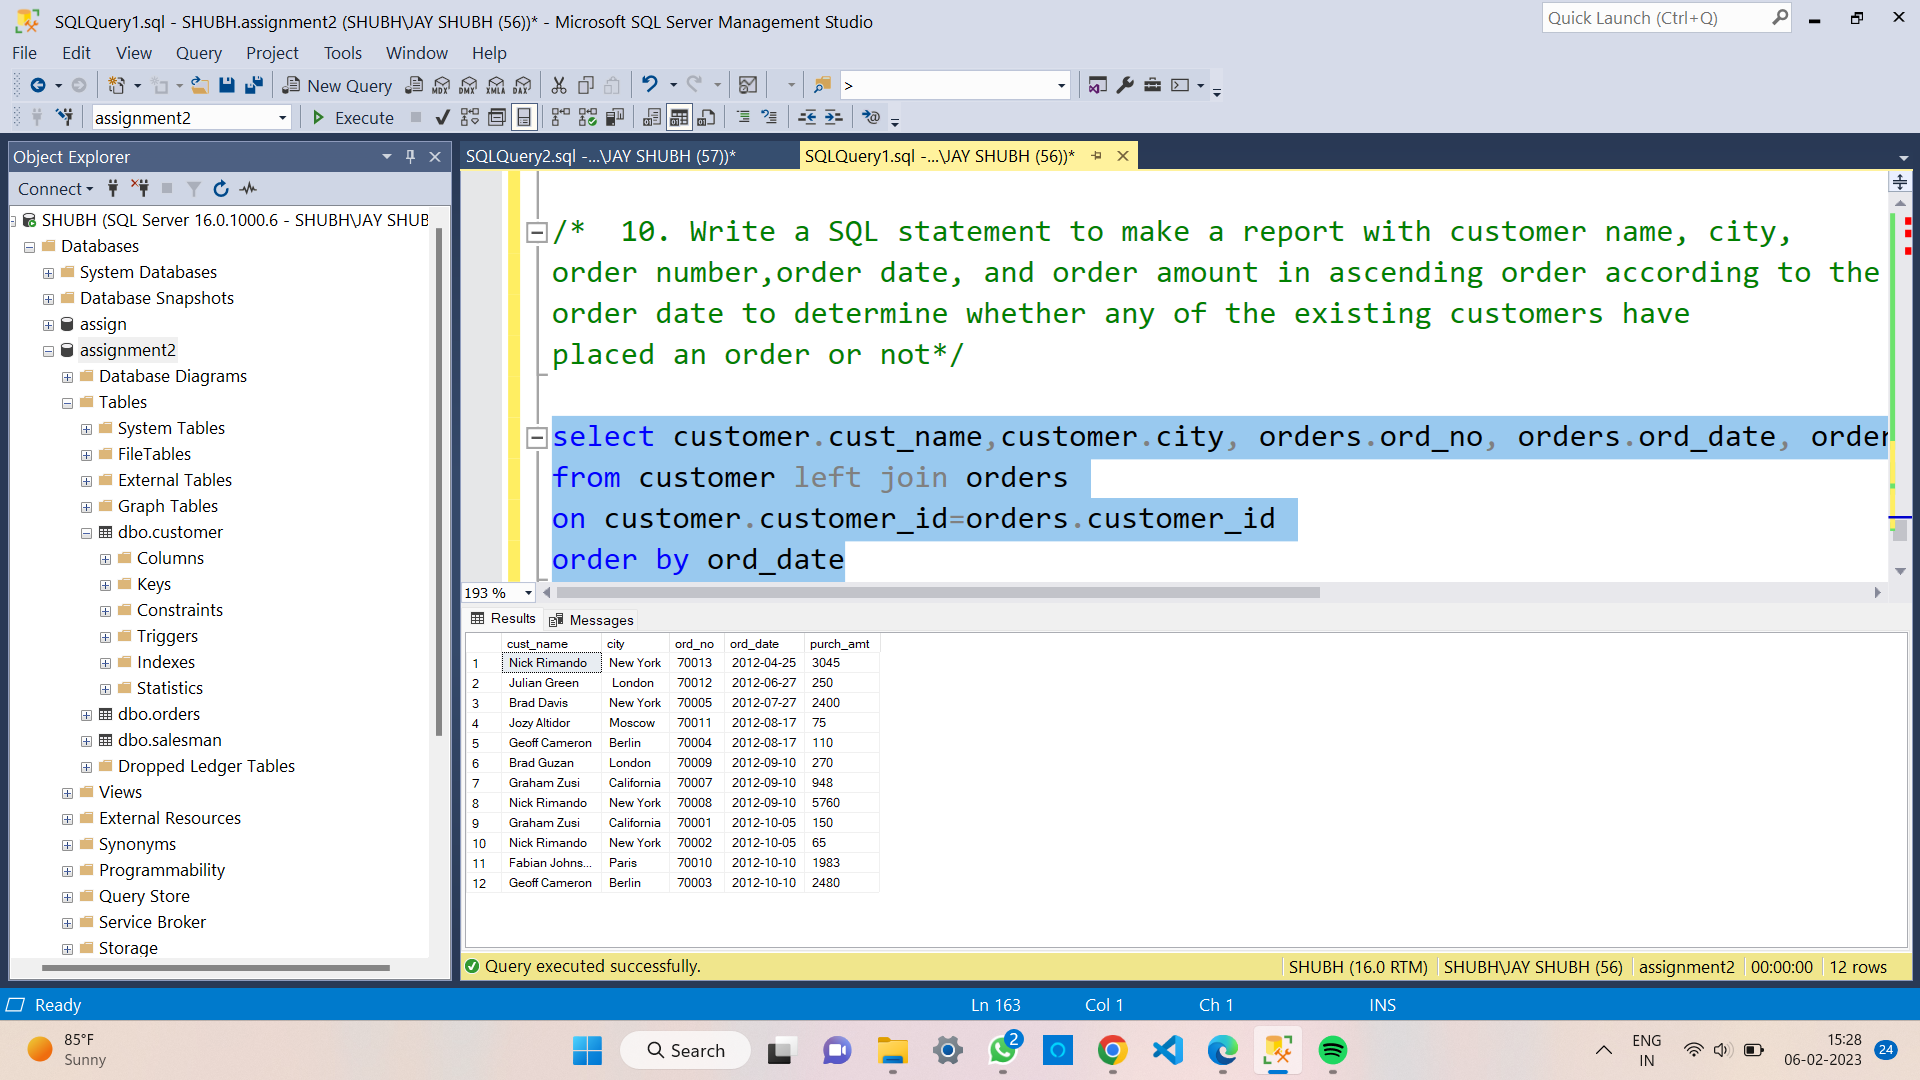 SQLQuery1.sql - SHUBH.assignment2 (SHUBH\JAY SHUBH (56))* - Microsoft SQL Server Management Studio
Quick Launch (Ctrl+Q)
File Edit View Query Project Tools Window Help
New Query MDX DMX XMLA DAX >
assignment2 Execute
Object Explorer
SQLQuery2.sql -...\JAY SHUBH (57))* SQLQuery1.sql -...\JAY SHUBH (56))*
Connect
SHUBH (SQL Server 16.0.1000.6 - SHUBH\JAY SHUB
Databases
System Databases
Database Snapshots
assign
assignment2
Database Diagrams
Tables
System Tables
FileTables
External Tables
Graph Tables
dbo.customer
Columns
Keys
Constraints
Triggers
Indexes
Statistics
dbo.orders
dbo.salesman
Dropped Ledger Tables
Views
External Resources
Synonyms
Programmability
Query Store
Service Broker
Storage
/*  10. Write a SQL statement to make a report with customer name, city,
order number,order date, and order amount in ascending order according to the
order date to determine whether any of the existing customers have
placed an order or not*/
select customer.cust_name,customer.city, orders.ord_no, orders.ord_date, order
from customer left join orders
on customer.customer_id=orders.customer_id
order by ord_date
193 %
Results Messages
cust_name city ord_no ord_date purch_amt
1 Nick Rimando New York 70013 2012-04-25 3045
2 Julian Green London 70012 2012-06-27 250
3 Brad Davis New York 70005 2012-07-27 2400
4 Jozy Altidor Moscow 70011 2012-08-17 75
5 Geoff Cameron Berlin 70004 2012-08-17 110
6 Brad Guzan London 70009 2012-09-10 270
7 Graham Zusi California 70007 2012-09-10 948
8 Nick Rimando New York 70008 2012-09-10 5760
9 Graham Zusi California 70001 2012-10-05 150
10 Nick Rimando New York 70002 2012-10-05 65
11 Fabian Johns... Paris 70010 2012-10-10 1983
12 Geoff Cameron Berlin 70003 2012-10-10 2480
Query executed successfully. SHUBH (16.0 RTM) SHUBH\JAY SHUBH (56) assignment2 00:00:00 12 rows
Ready Ln 163 Col 1 Ch 1 INS
85°F
Sunny
Search
2
ENG
IN
15:28
06-02-2023
24